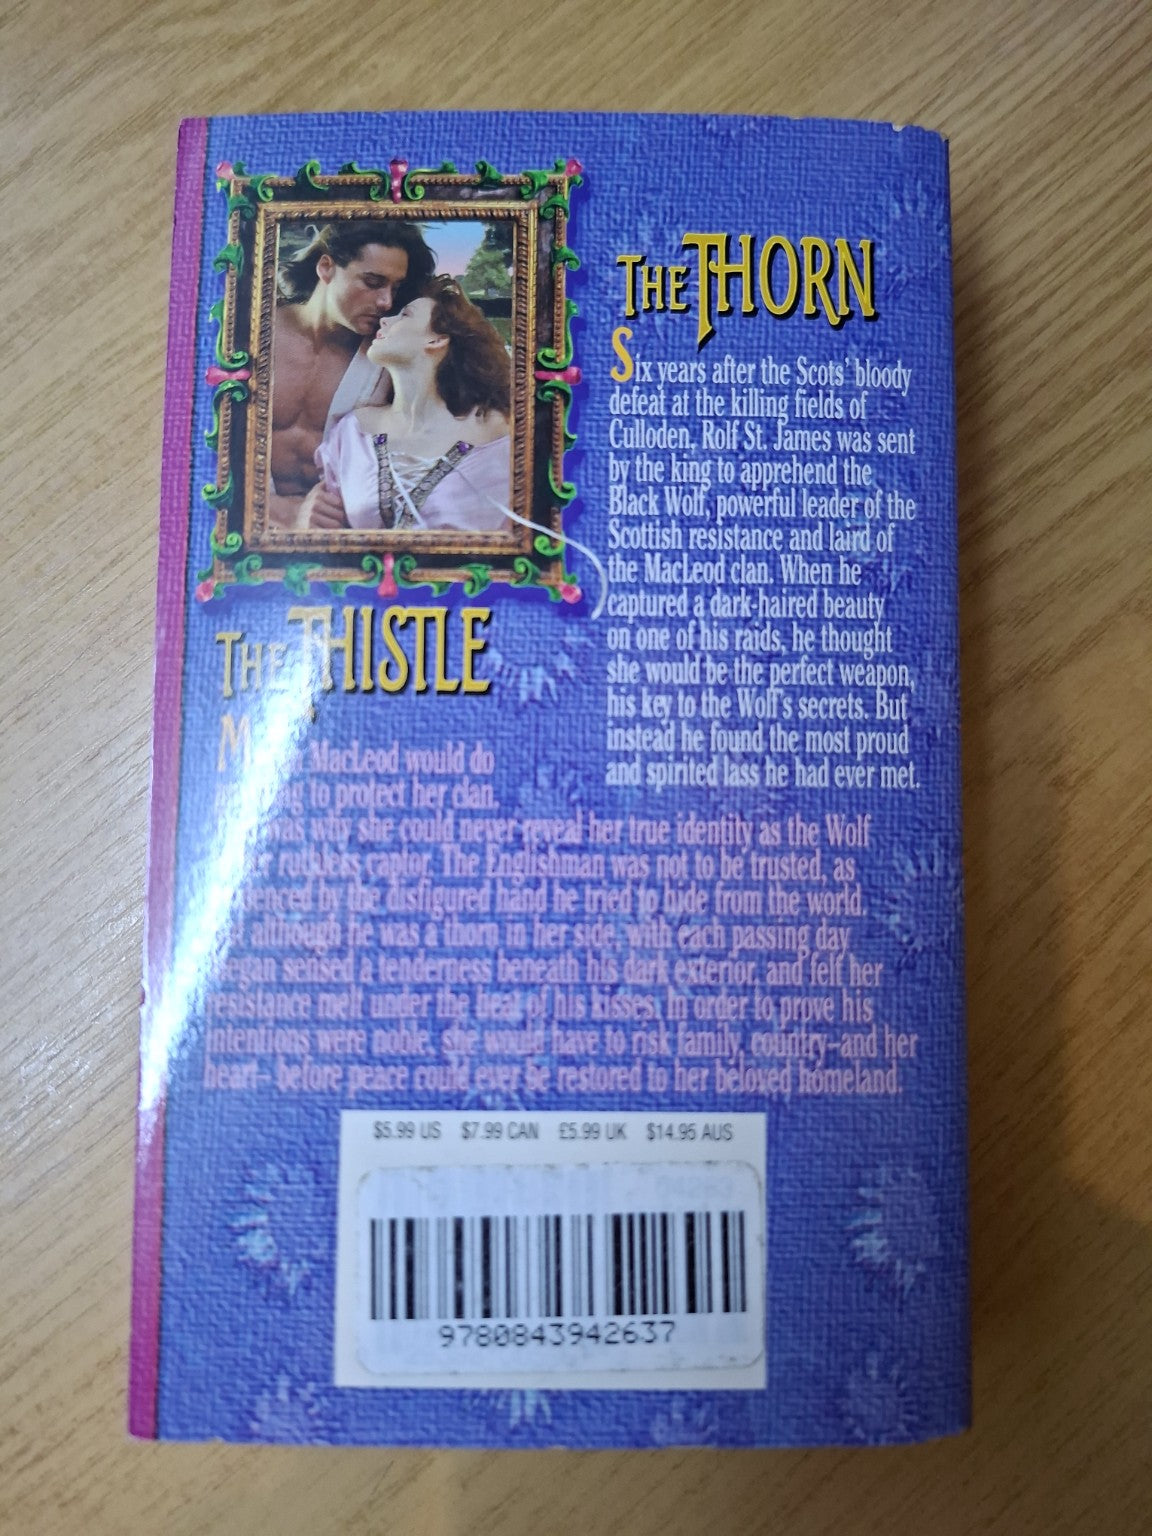 THE THORN
Six years after the Scots' bloody
defeat at the killing fields of
Culloden, Rolf St. James was sent
by the king to apprehend the
Black Wolf, powerful leader of the
Scottish resistance and laird of
the MacLeod clan. When he
captured a dark-haired beauty
on one of his raids, he thought
she would be the perfect weapon,
his key to the Wolf's secrets. But
instead he found the most proud
and spirited lass he had ever met.
THE THISTLE
MacLeod would do
to protect her clan.
was why she could never reveal her true identity as the Wolf
ruthless captor. The Englishman was not to be trusted, as
by the disfigured hand he tried to hide from the world.
although he was a thorn in her side, with each passing day
sensed a tenderness beneath his dark exterior, and felt her
resistance melt under the heat of his kisses. In order to prove his
intentions were noble, she would have to risk family, country—and her
heart—before peace could ever be restored to her beloved homeland.
$5.99 US $7.99 CAN £5.99 UK $14.95 AUS
9780843942637